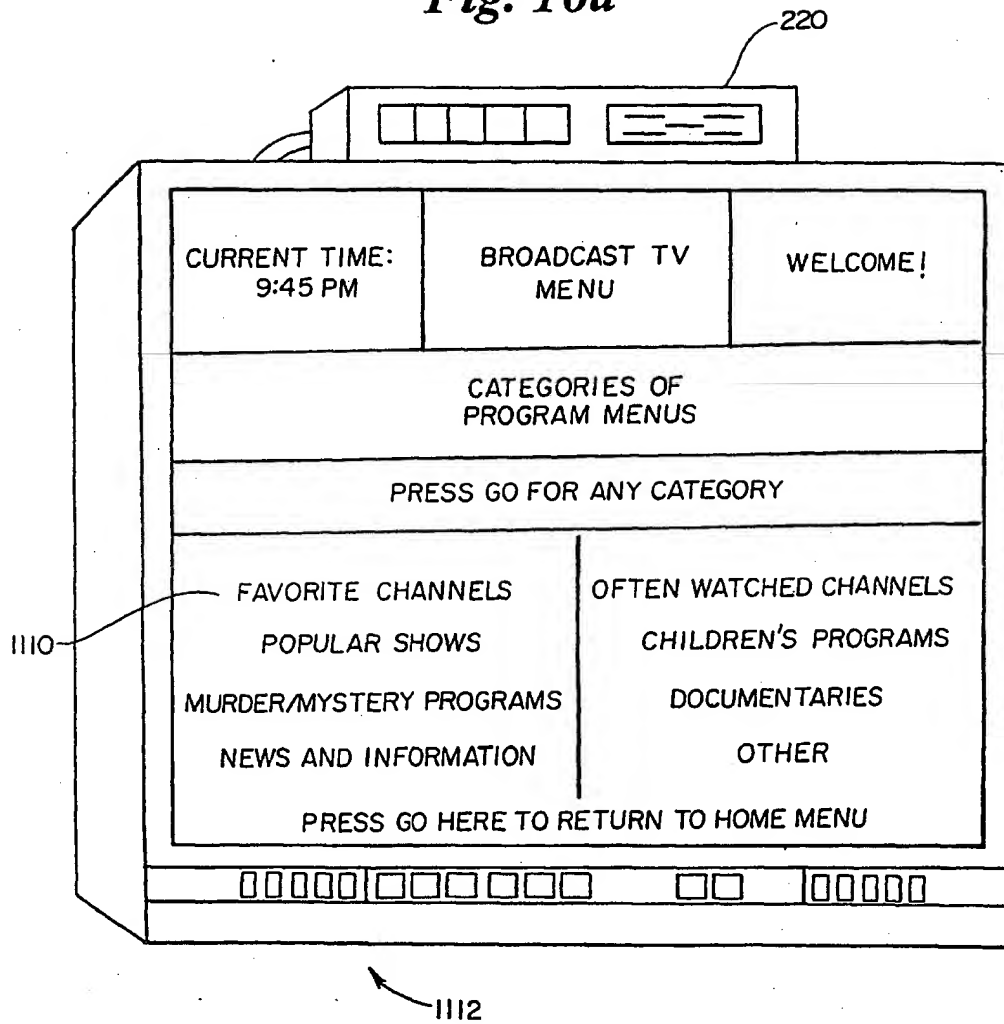 Fig. 10a
220
CURRENT TIME:
9:45 PM
BROADCAST TV
MENU
WELCOME!
CATEGORIES OF
PROGRAM MENUS
PRESS GO FOR ANY CATEGORY
FAVORITE CHANNELS
OFTEN WATCHED CHANNELS
1110
POPULAR SHOWS
CHILDREN'S PROGRAMS
MURDER/MYSTERY PROGRAMS
DOCUMENTARIES
NEWS AND INFORMATION
OTHER
PRESS GO HERE TO RETURN TO HOME MENU
1112